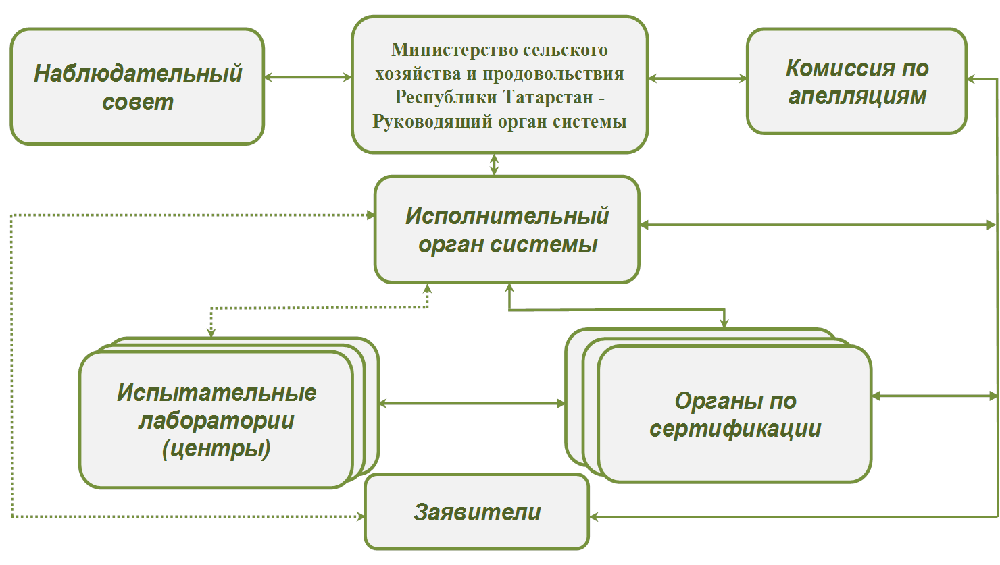 Наблюдательный
совет
Министерство сельского
хозяйства и продовольствия
Республики Татарстан -
Руководящий орган системы
Комиссия по
апелляциям
Исполнительный
орган системы
Испытательные
лаборатории
(центры)
Органы по
сертификации
Заявители